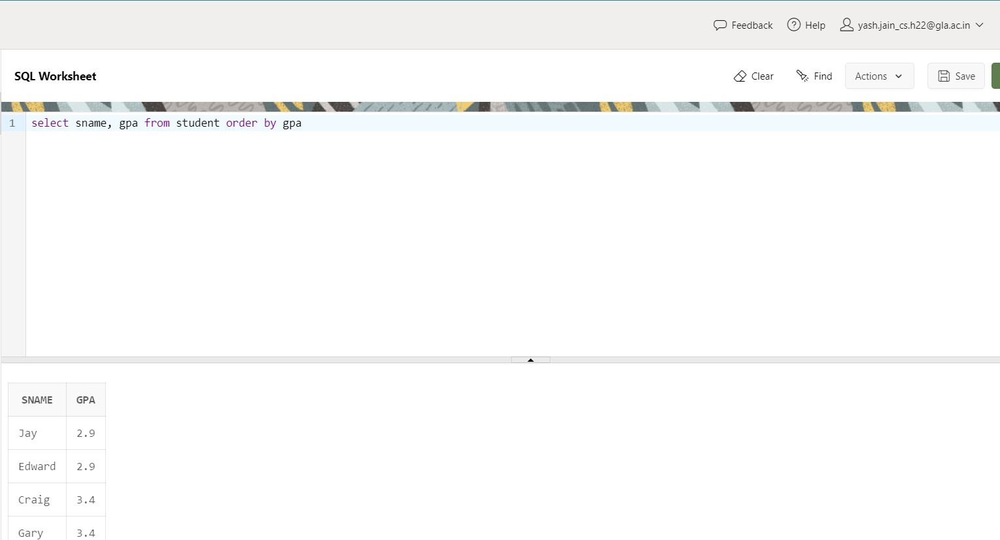 Feedback Help yash.jain_cs.h22@gla.ac.in
SQL Worksheet Clear Find Actions Save
1 select sname, gpa from student order by gpa
SNAME GPA
Jay 2.9
Edward 2.9
Craig 3.4
Gary 3.4